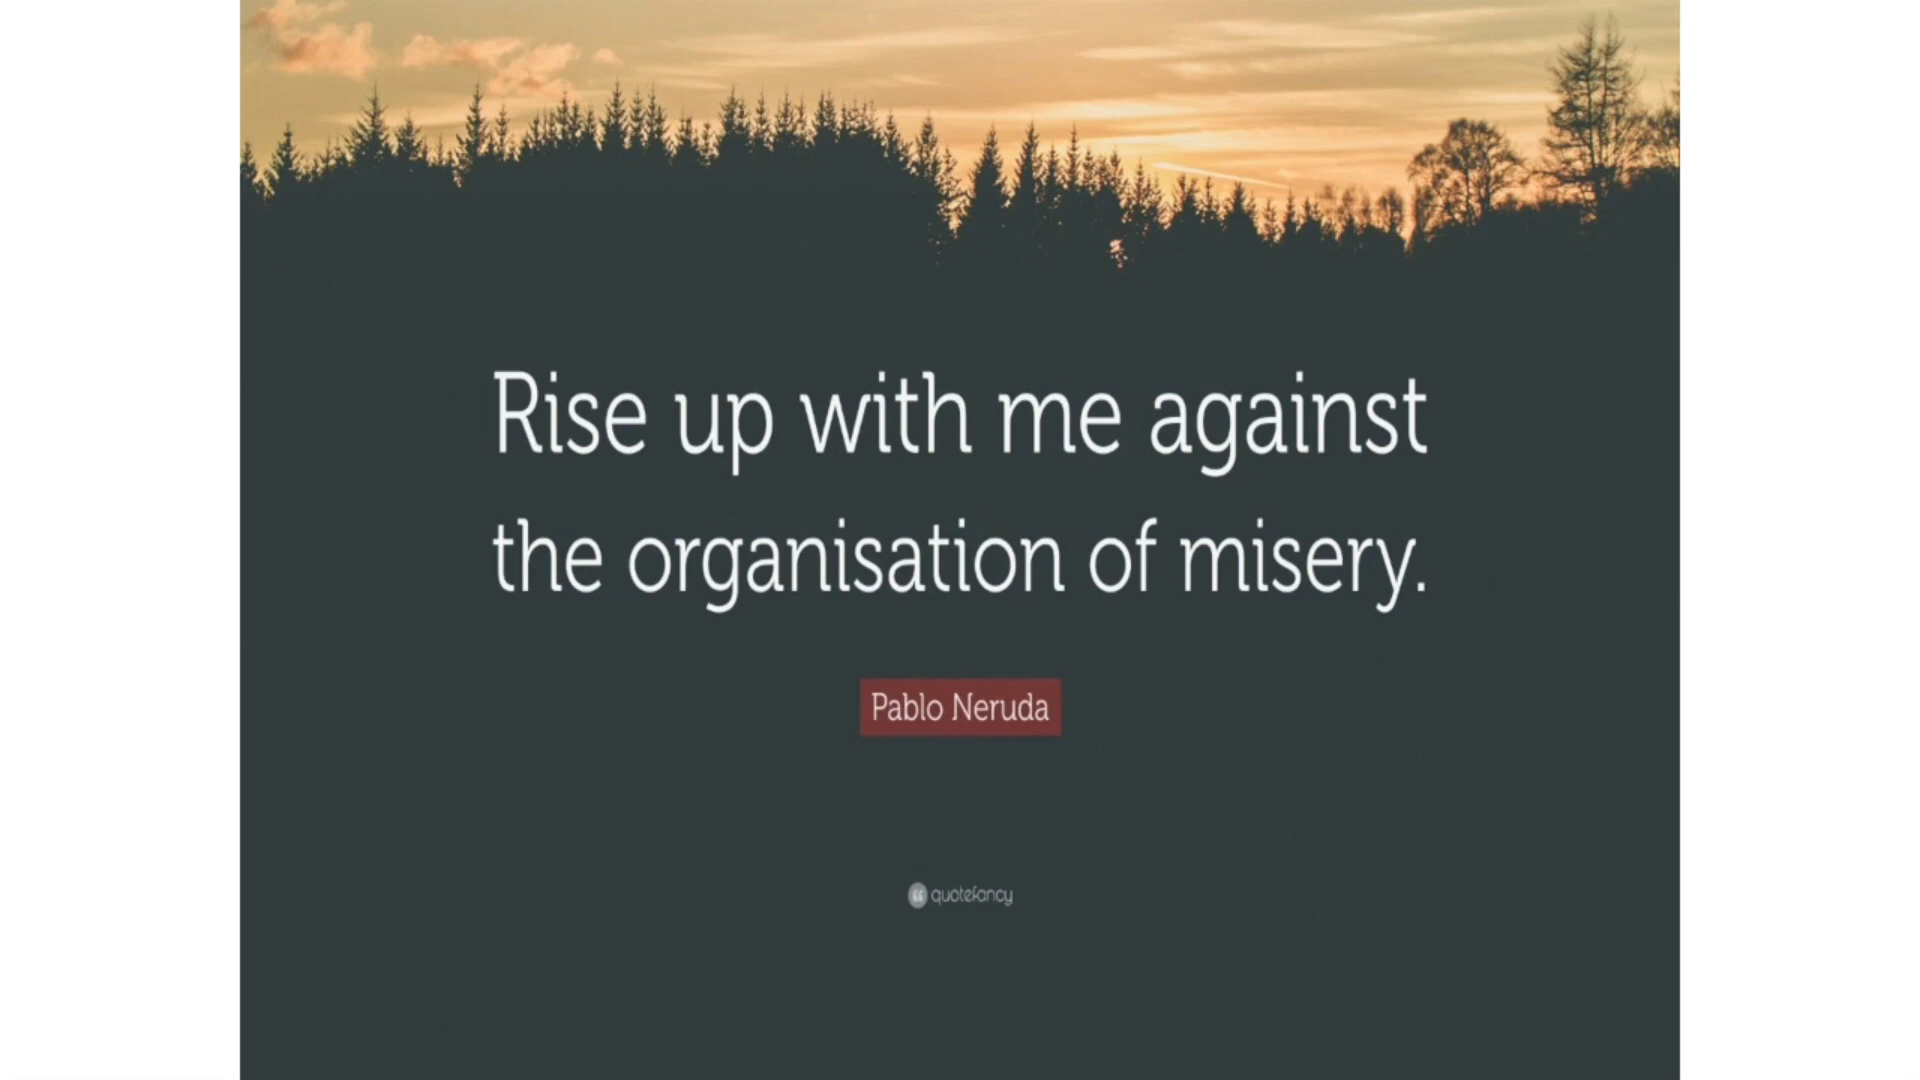 Rise up with me against
the organisation of misery.
Pablo Neruda
quotefancy